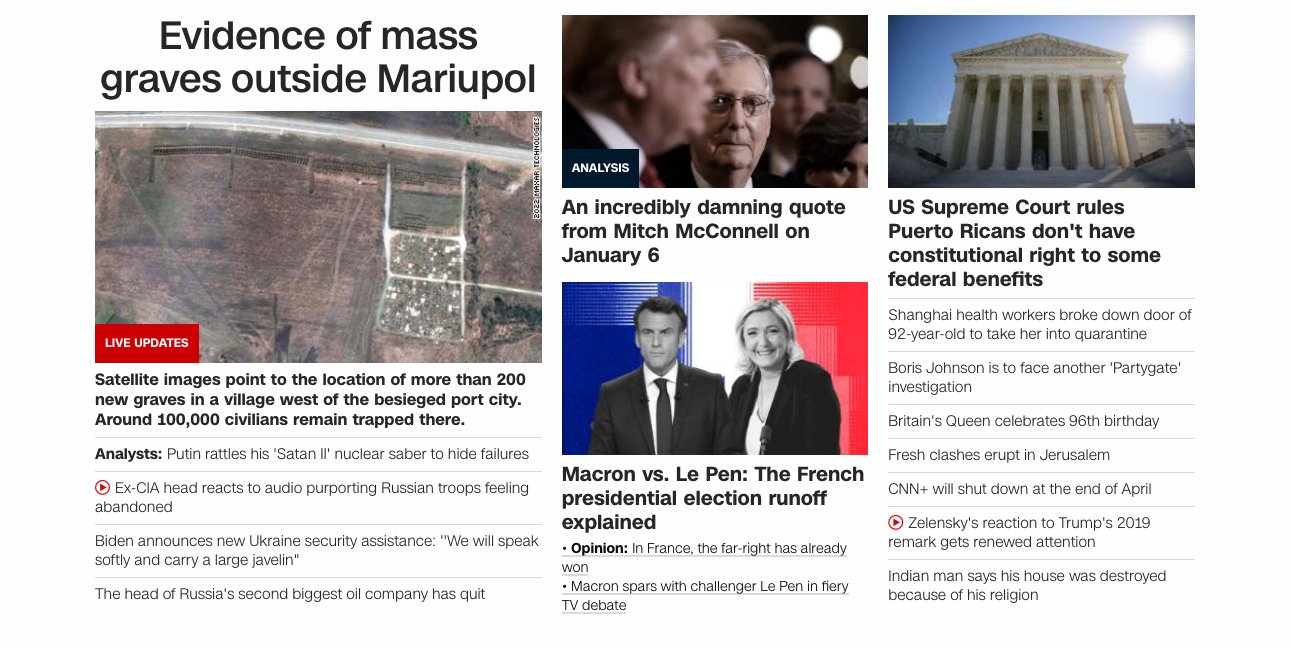 Evidence of mass
graves outside Mariupol
2022 MAXAR TECHNOLOGIES
LIVE UPDATES
Satellite images point to the location of more than 200
new graves in a village west of the besieged port city.
Around 100,000 civilians remain trapped there.
Analysts: Putin rattles his 'Satan II' nuclear saber to hide failures
Ex-CIA head reacts to audio purporting Russian troops feeling
abandoned
Biden announces new Ukraine security assistance: ''We will speak
softly and carry a large javelin"
The head of Russia's second biggest oil company has quit
ANALYSIS
An incredibly damning quote
from Mitch McConnell on
January 6
Macron vs. Le Pen: The French
presidential election runoff
explained
• Opinion: In France, the far-right has already
won
• Macron spars with challenger Le Pen in fiery
TV debate
US Supreme Court rules
Puerto Ricans don't have
constitutional right to some
federal benefits
Shanghai health workers broke down door of
92-year-old to take her into quarantine
Boris Johnson is to face another 'Partygate'
investigation
Britain's Queen celebrates 96th birthday
Fresh clashes erupt in Jerusalem
CNN+ will shut down at the end of April
Zelensky's reaction to Trump's 2019
remark gets renewed attention
Indian man says his house was destroyed
because of his religion